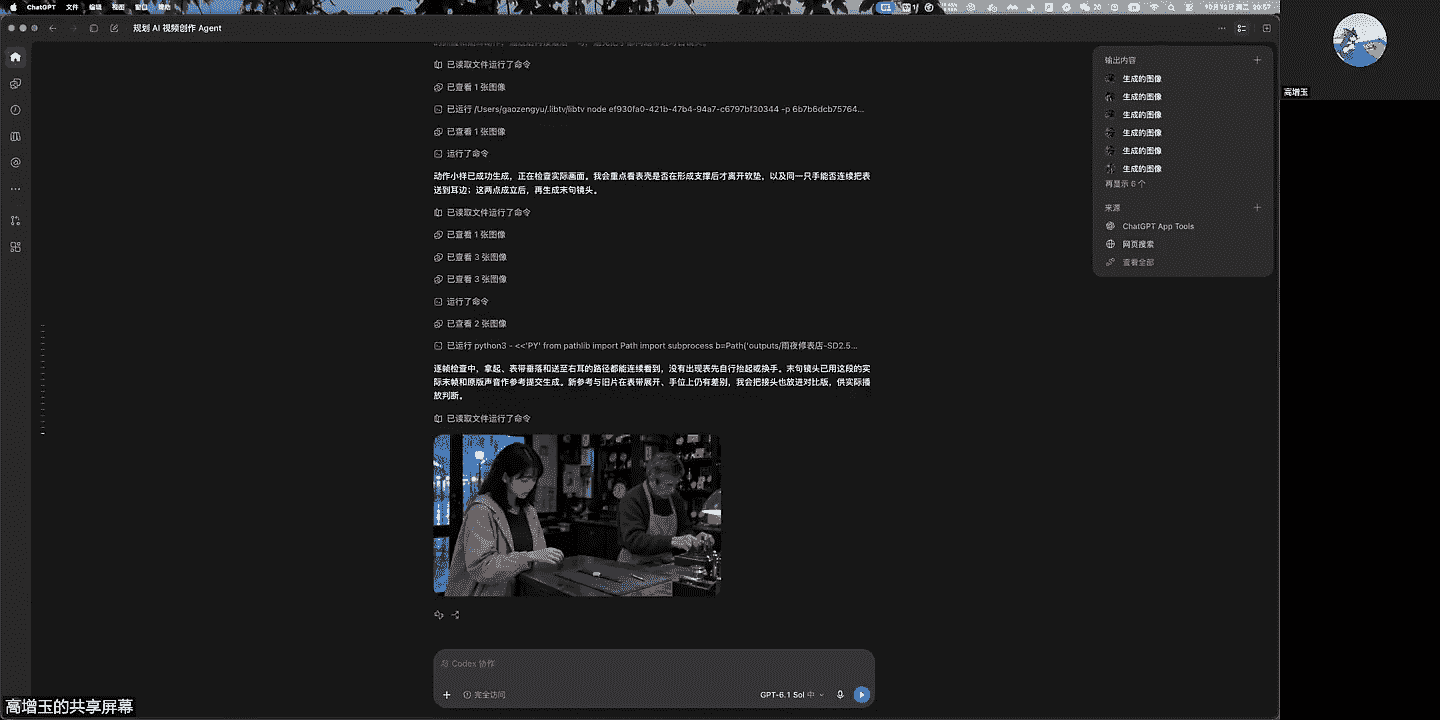 ChatGPT 文件 编辑 视图 窗口 帮助
规划 AI 视频创作 Agent
已读取文件运行了命令
已查看 1 张图像
已运行 /Users/gaozengyu/.libtv/libtv node ef930fa0-421b-47b4-94a7-c6797bf30344 -p 6b7b6dcb75764...
已查看 1 张图像
运行了命令
动作小样已成功生成，正在检查实际画面。我会重点看表壳是否在形成支撑后才离开软垫，以及同一只手能否连续把表
送到耳边；这两点成立后，再生成末句镜头。
已读取文件运行了命令
已查看 1 张图像
已查看 3 张图像
已查看 3 张图像
运行了命令
已查看 2 张图像
已运行 python3 - <<'PY' from pathlib import Path import subprocess b=Path('outputs/雨夜修表店-SD2.5...
逐帧检查中，拿起、表带垂落和送至右耳的路径都能连续看到，没有出现表先自行抬起或换手。末句镜头已用这段的实
际末帧和原版声音作参考提交生成。新参考与旧片在表带展开、手位上仍有差别，我会把接头也放进对比版，供实际播
放判断。
已读取文件运行了命令
Codex 协作
完全访问
GPT-6.1 Sol 中
输出内容
生成的图像
生成的图像
生成的图像
生成的图像
生成的图像
生成的图像
再显示 6 个
来源
ChatGPT App Tools
网页搜索
查看全部
高增玉
高增玉的共享屏幕